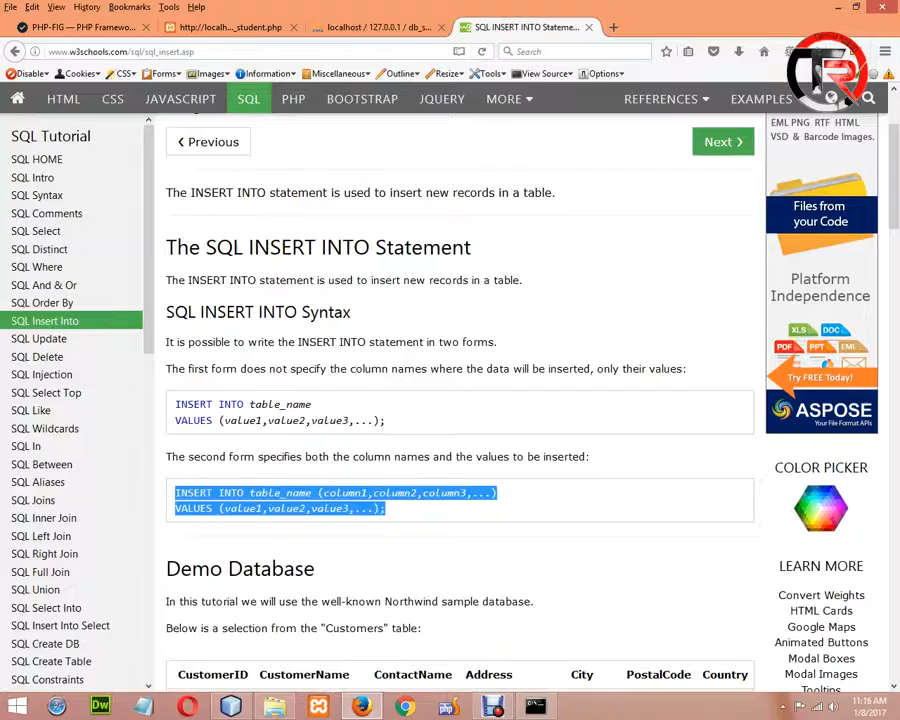 File Edit View History Bookmarks Tools Help
PHP-FIG — PHP Framewo...
http://localh..._student.php
localhost / 127.0.0.1 / db_s...
SQL INSERT INTO Stateme...
www.w3schools.com/sql/sql_insert.asp
Search
Disable Cookies CSS Forms Images Information Miscellaneous Outline Resize Tools View Source Options
HTML CSS JAVASCRIPT SQL PHP BOOTSTRAP JQUERY MORE REFERENCES EXAMPLES
TR
SQL Tutorial
SQL HOME
SQL Intro
SQL Syntax
SQL Comments
SQL Select
SQL Distinct
SQL Where
SQL And & Or
SQL Order By
SQL Insert Into
SQL Update
SQL Delete
SQL Injection
SQL Select Top
SQL Like
SQL Wildcards
SQL In
SQL Between
SQL Aliases
SQL Joins
SQL Inner Join
SQL Left Join
SQL Right Join
SQL Full Join
SQL Union
SQL Select Into
SQL Insert Into Select
SQL Create DB
SQL Create Table
SQL Constraints
❮ Previous
Next ❯
The INSERT INTO statement is used to insert new records in a table.
The SQL INSERT INTO Statement
The INSERT INTO statement is used to insert new records in a table.
SQL INSERT INTO Syntax
It is possible to write the INSERT INTO statement in two forms.
The first form does not specify the column names where the data will be inserted, only their values:
INSERT INTO table_name
VALUES (value1,value2,value3,...);
The second form specifies both the column names and the values to be inserted:
INSERT INTO table_name (column1,column2,column3,...)
VALUES (value1,value2,value3,...);
Demo Database
In this tutorial we will use the well-known Northwind sample database.
Below is a selection from the "Customers" table:
CustomerID CustomerName ContactName Address City PostalCode Country
EML PNG RTF HTML
VSD & Barcode Images.
Files from
your Code
Platform
Independence
XLS DOC
PDF PPT EML
Try FREE Today!
ASPOSE
Your File Format APIs
COLOR PICKER
LEARN MORE
Convert Weights
HTML Cards
Google Maps
Animated Buttons
Modal Boxes
Modal Images
Tooltips
Dw
php
11:16 AM
1/8/2017